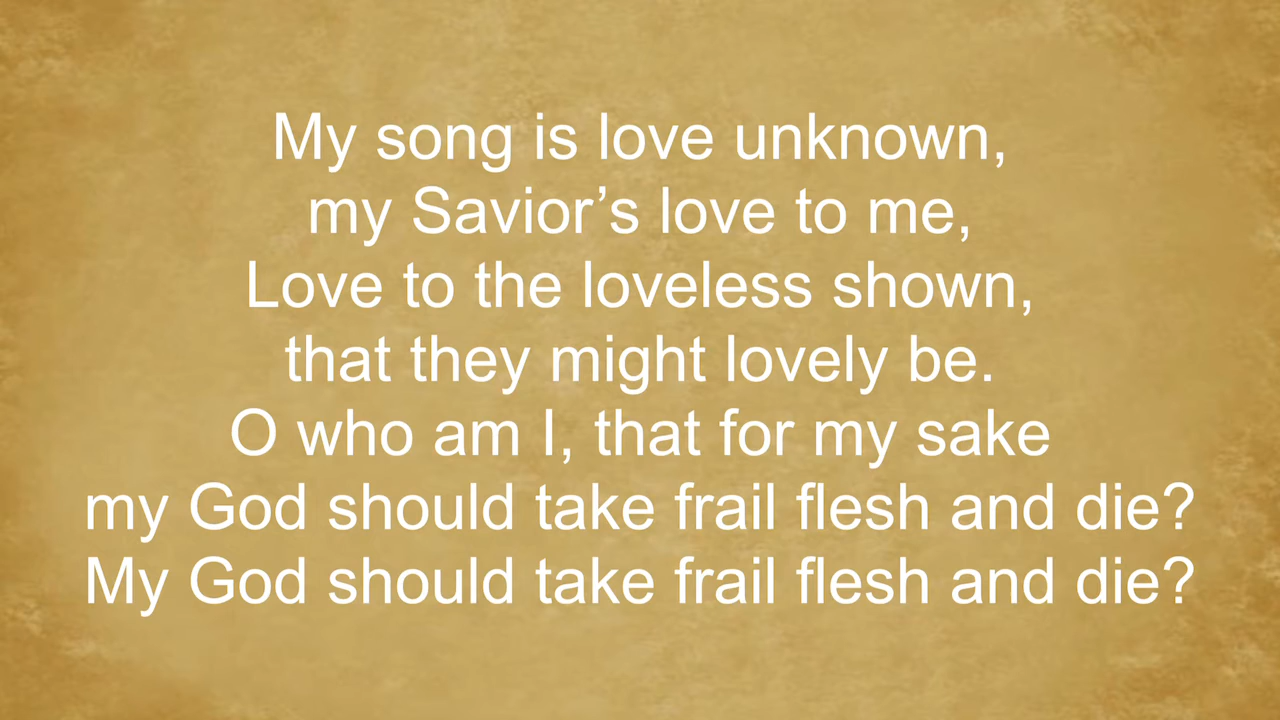 My song is love unknown,
my Savior’s love to me,
Love to the loveless shown,
that they might lovely be.
O who am I, that for my sake
my God should take frail flesh and die?
My God should take frail flesh and die?